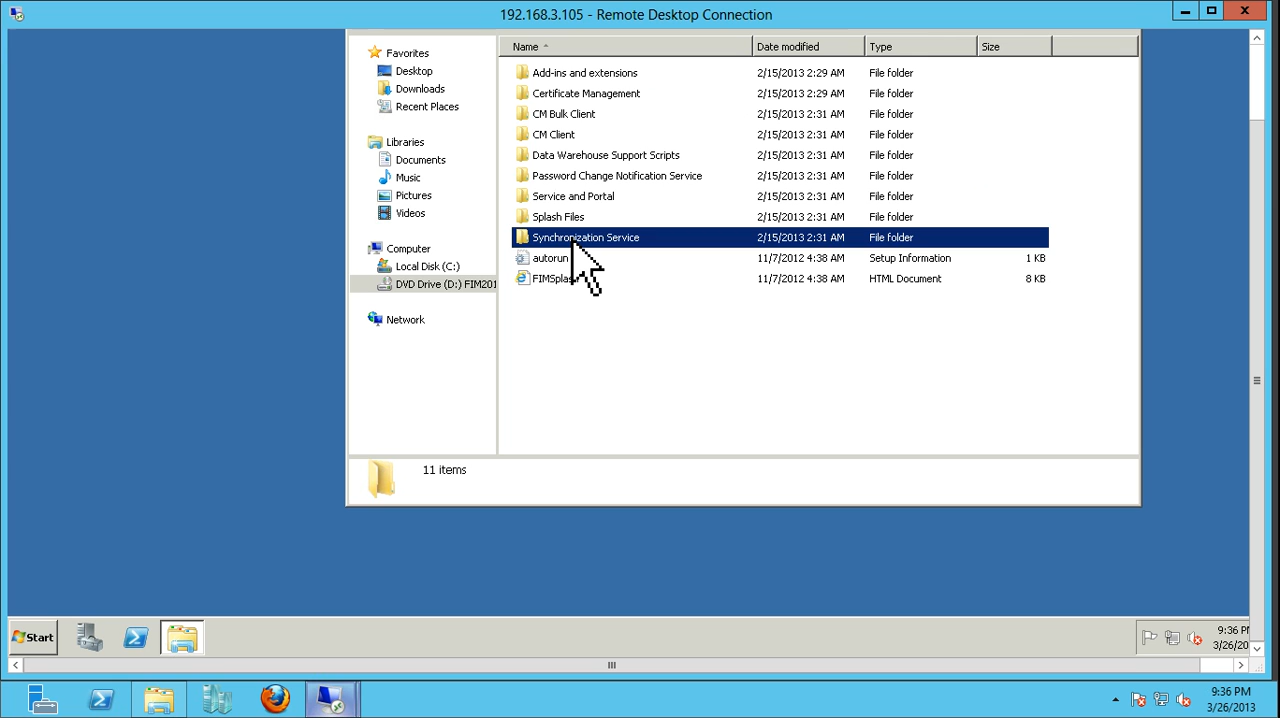 192.168.3.105 - Remote Desktop Connection
Favorites
Desktop
Downloads
Recent Places
Libraries
Documents
Music
Pictures
Videos
Computer
Local Disk (C:)
DVD Drive (D:) FIM201
Network
Name Date modified Type Size
Add-ins and extensions 2/15/2013 2:29 AM File folder
Certificate Management 2/15/2013 2:29 AM File folder
CM Bulk Client 2/15/2013 2:31 AM File folder
CM Client 2/15/2013 2:31 AM File folder
Data Warehouse Support Scripts 2/15/2013 2:31 AM File folder
Password Change Notification Service 2/15/2013 2:31 AM File folder
Service and Portal 2/15/2013 2:31 AM File folder
Splash Files 2/15/2013 2:31 AM File folder
Synchronization Service 2/15/2013 2:31 AM File folder
autorun 11/7/2012 4:38 AM Setup Information 1 KB
FIMSplash 11/7/2012 4:38 AM HTML Document 8 KB
11 items
Start
9:36 PM
3/26/20
9:36 PM
3/26/2013